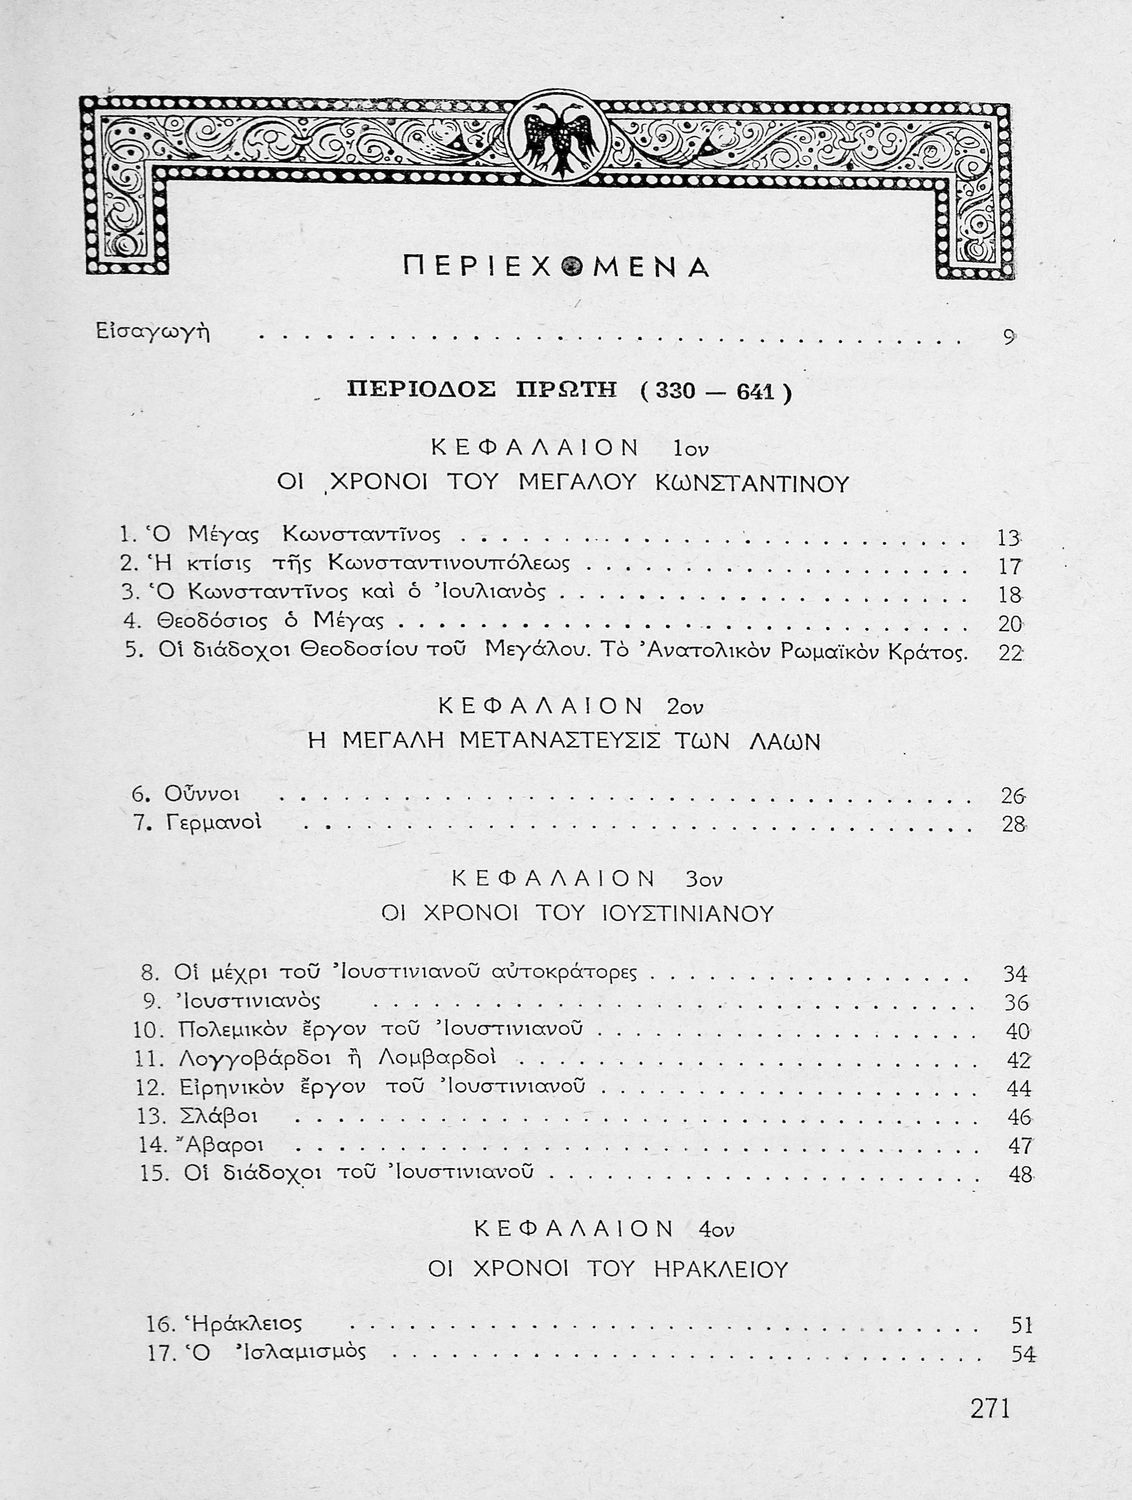 ΠΕΡΙΕΧΟΜΕΝΑ
Εἰσαγωγὴ . . . . . . . . . . . . . . . . . . . . . . . . . . . . . . . . . 9
ΠΕΡΙΟΔΟΣ ΠΡΩΤΗ (330 — 641)
ΚΕΦΑΛΑΙΟΝ 1ον
ΟΙ ΧΡΟΝΟΙ ΤΟΥ ΜΕΓΑΛΟΥ ΚΩΝΣΤΑΝΤΙΝΟΥ
1. Ὁ Μέγας Κωνσταντῖνος . . . . . . . . . . . . . . . . . . . . . . . 13
2. Ἡ κτίσις τῆς Κωνσταντινουπόλεως . . . . . . . . . . . . . . . . . . 17
3. Ὁ Κωνσταντῖνος καὶ ὁ Ἰουλιανὸς . . . . . . . . . . . . . . . . . . . 18
4. Θεοδόσιος ὁ Μέγας . . . . . . . . . . . . . . . . . . . . . . . . . . 20
5. Οἱ διάδοχοι Θεοδοσίου τοῦ Μεγάλου. Τὸ Ἀνατολικὸν Ρωμαϊκὸν Κράτος. 22
ΚΕΦΑΛΑΙΟΝ 2ον
Η ΜΕΓΑΛΗ ΜΕΤΑΝΑΣΤΕΥΣΙΣ ΤΩΝ ΛΑΩΝ
6. Οὖννοι . . . . . . . . . . . . . . . . . . . . . . . . . . . . . . . . 26
7. Γερμανοὶ . . . . . . . . . . . . . . . . . . . . . . . . . . . . . . . 28
ΚΕΦΑΛΑΙΟΝ 3ον
ΟΙ ΧΡΟΝΟΙ ΤΟΥ ΙΟΥΣΤΙΝΙΑΝΟΥ
8. Οἱ μέχρι τοῦ Ἰουστινιανοῦ αὐτοκράτορες . . . . . . . . . . . . . . . 34
9. Ἰουστινιανὸς . . . . . . . . . . . . . . . . . . . . . . . . . . . . 36
10. Πολεμικὸν ἔργον τοῦ Ἰουστινιανοῦ . . . . . . . . . . . . . . . . . . 40
11. Λογγοβάρδοι ἢ Λομβαρδοὶ . . . . . . . . . . . . . . . . . . . . . . 42
12. Εἰρηνικὸν ἔργον τοῦ Ἰουστινιανοῦ . . . . . . . . . . . . . . . . . . 44
13. Σλάβοι . . . . . . . . . . . . . . . . . . . . . . . . . . . . . . . . 46
14. Ἄβαροι . . . . . . . . . . . . . . . . . . . . . . . . . . . . . . . . 47
15. Οἱ διάδοχοι τοῦ Ἰουστινιανοῦ . . . . . . . . . . . . . . . . . . . . 48
ΚΕΦΑΛΑΙΟΝ 4ον
ΟΙ ΧΡΟΝΟΙ ΤΟΥ ΗΡΑΚΛΕΙΟΥ
16. Ἡράκλειος . . . . . . . . . . . . . . . . . . . . . . . . . . . . . 51
17. Ὁ Ἰσλαμισμὸς . . . . . . . . . . . . . . . . . . . . . . . . . . . 54
271